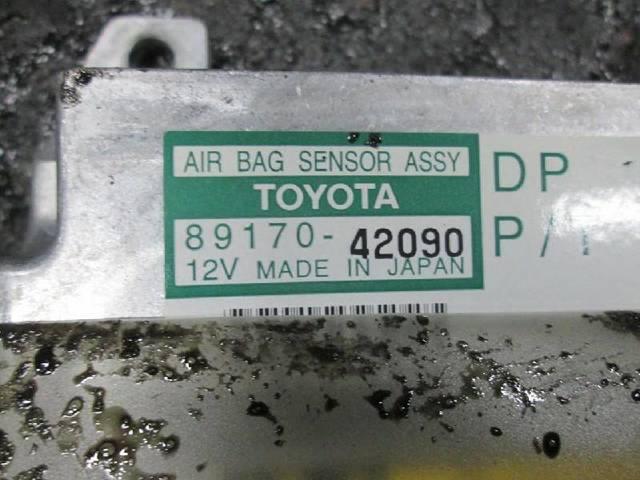 AIR BAG SENSOR ASSY
TOYOTA
89170-42090
12V MADE IN JAPAN
DP
P/